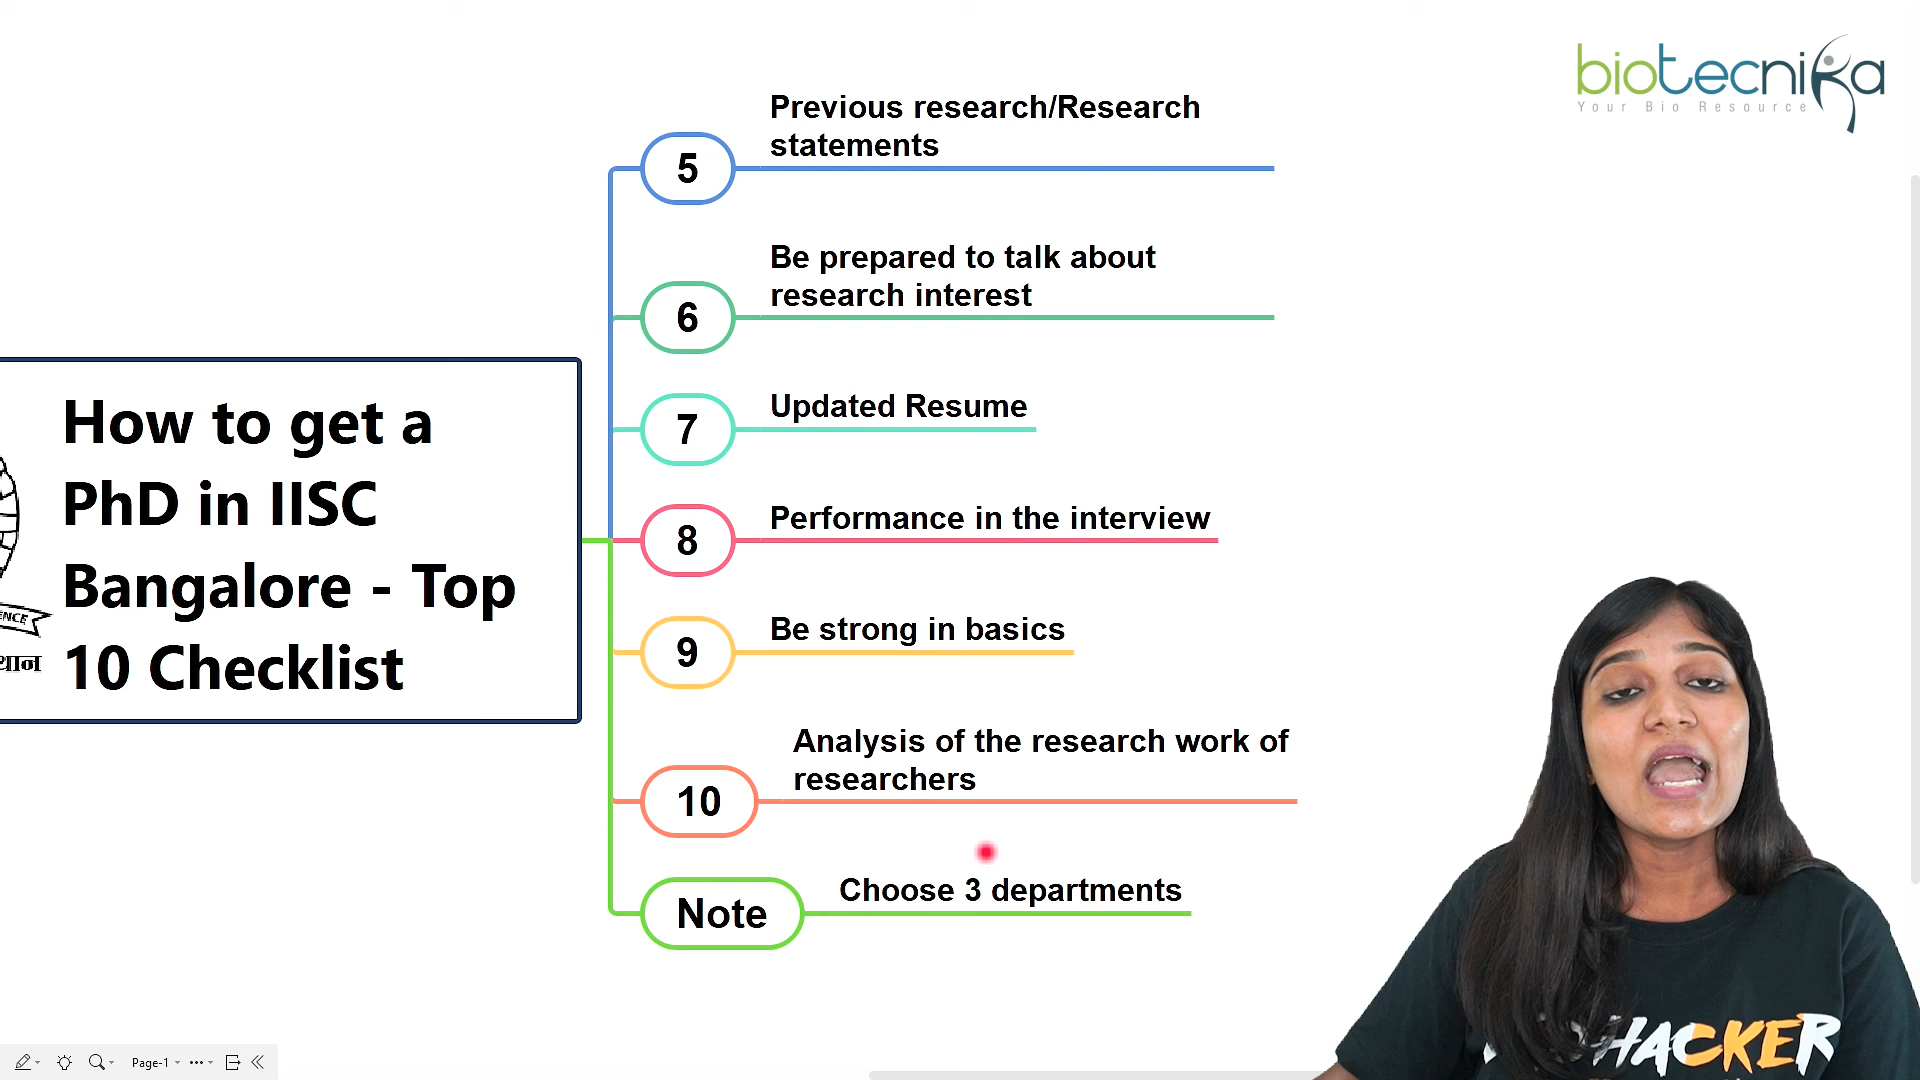 biotecnika
Your Bio Resource
Previous research/Research
statements
5
Be prepared to talk about
research interest
6
Updated Resume
7
Performance in the interview
8
Be strong in basics
9
Analysis of the research work of
researchers
10
Choose 3 departments
Note
How to get a
PhD in IISC
Bangalore - Top
10 Checklist
ENCE
HACKER
Page-1